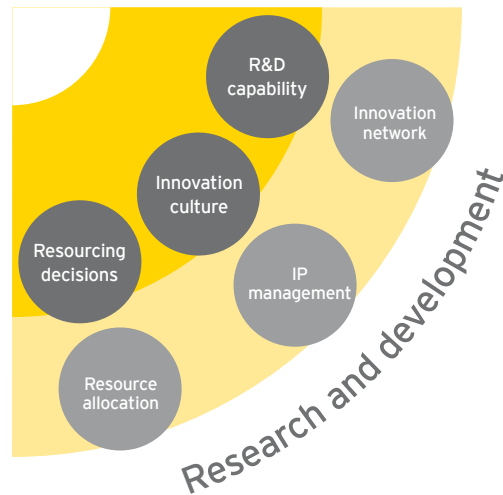 R&D
capability
Innovation
network
Innovation
culture
Resourcing
decisions
IP
management
Resource
allocation
Research and development